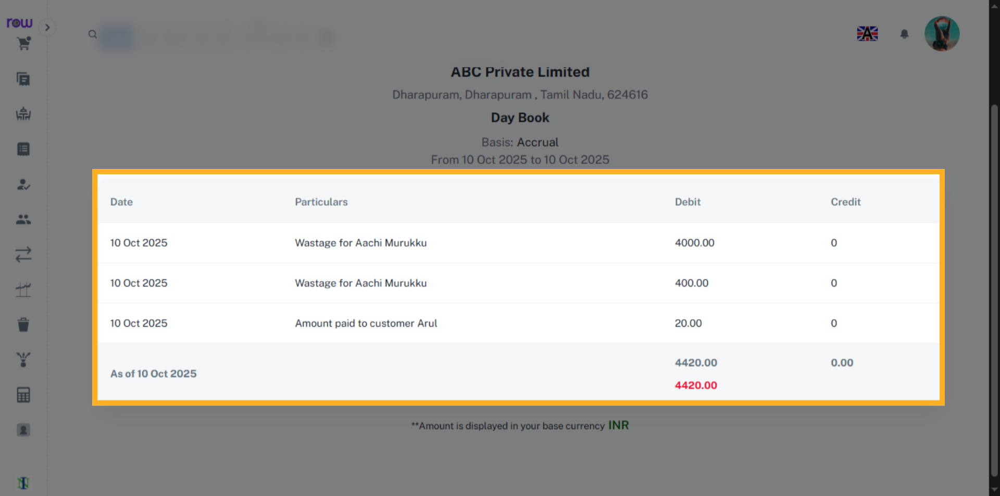 row
A
ABC Private Limited
Dharapuram, Dharapuram , Tamil Nadu, 624616
Day Book
Basis: Accrual
From 10 Oct 2025 to 10 Oct 2025
Date Particulars Debit Credit
10 Oct 2025 Wastage for Aachi Murukku 4000.00 0
10 Oct 2025 Wastage for Aachi Murukku 400.00 0
10 Oct 2025 Amount paid to customer Arul 20.00 0
As of 10 Oct 2025 4420.00 0.00
4420.00
**Amount is displayed in your base currency INR